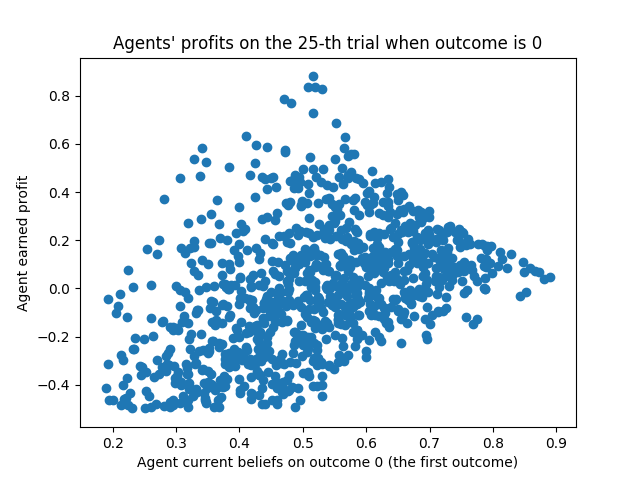 Agents' profits on the 25-th trial when outcome is 0
Agent earned profit
0.8
0.6
0.4
0.2
0.0
−0.2
−0.4
0.2 0.3 0.4 0.5 0.6 0.7 0.8 0.9
Agent current beliefs on outcome 0 (the first outcome)